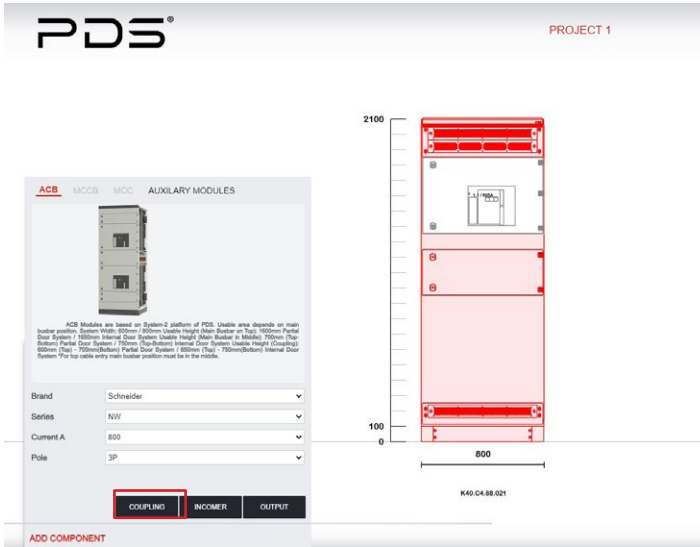 PDS®
PROJECT 1
2100
ACB MCCB MCC AUXILARY MODULES
ACB Modules are based on System-2 platform of PDS. Usable area depends on main
busbar position. System Width: 600mm / 800mm Usable Height (Main Busbar on Top): 1600mm Partial
Door System / 1650mm Internal Door System Usable Height (Main Busbar in Middle): 700mm (Top-
Bottom) Partial Door System / 750mm (Top-Bottom) Internal Door System Usable Height (Coupling):
600mm (Top) - 700mm(Bottom) Partial Door System / 650mm (Top) - 750mm(Bottom) Internal Door
System *For top cable entry main busbar position must be in the middle.
Brand Schneider
Series NW
Current A 800
Pole 3P
100
0
800
K40.C4.88.021
COUPLING INCOMER OUTPUT
ADD COMPONENT